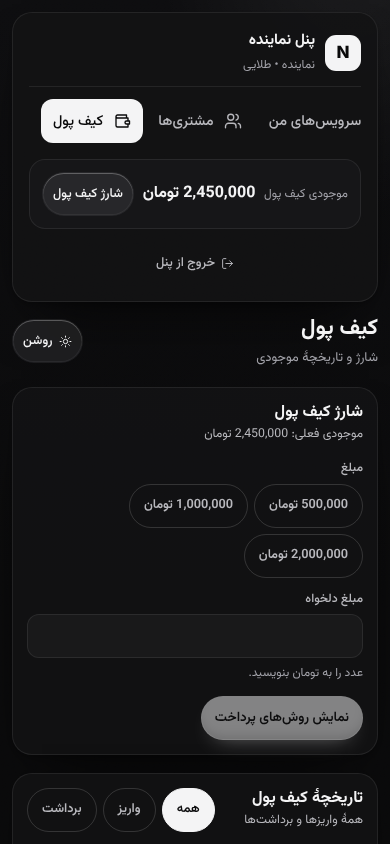 N
پنل نماینده
نماینده • طلایی
سرویس‌های من
مشتری‌ها
کیف پول
موجودی کیف پول
2,450,000 تومان
شارژ کیف پول
خروج از پنل
کیف پول
شارژ و تاریخچهٔ موجودی
روشن
شارژ کیف پول
موجودی فعلی: 2,450,000 تومان
مبلغ
500,000 تومان
1,000,000 تومان
2,000,000 تومان
مبلغ دلخواه
عدد را به تومان بنویسید.
نمایش روش‌های پرداخت
تاریخچهٔ کیف پول
همهٔ واریزها و برداشت‌ها
همه
واریز
برداشت